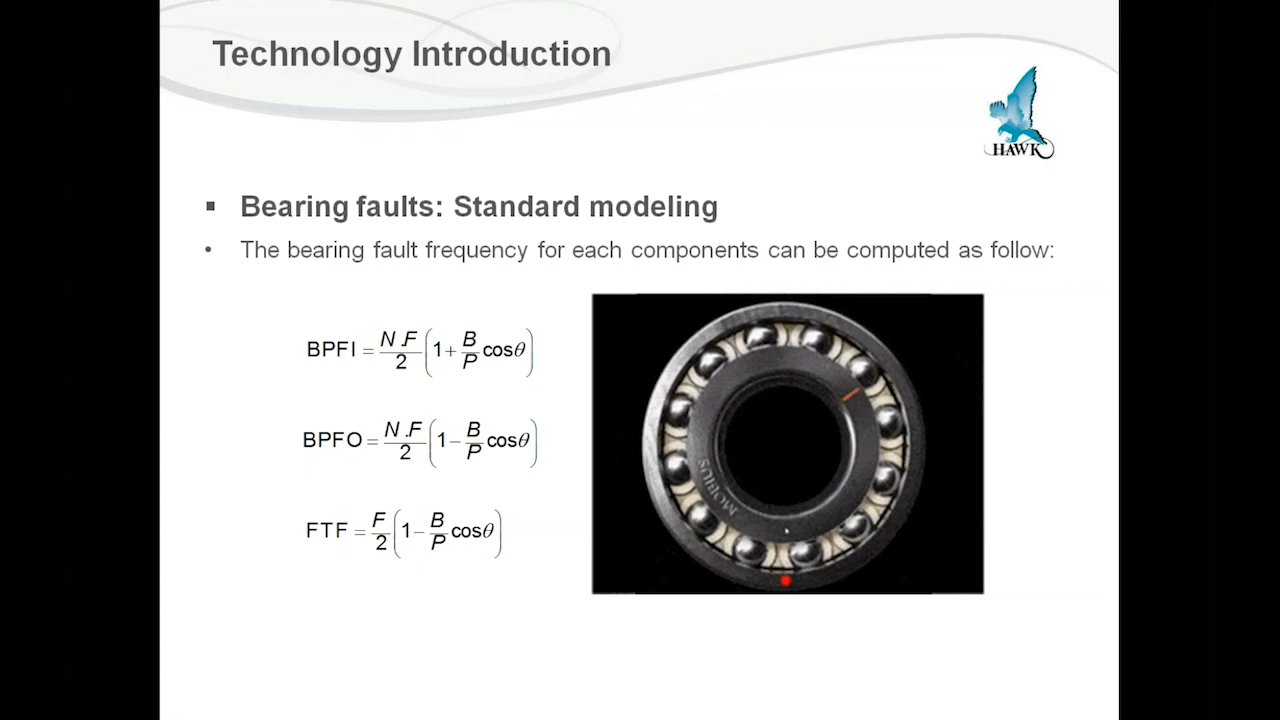 Technology Introduction
HAWK
▪ Bearing faults: Standard modeling
• The bearing fault frequency for each components can be computed as follow:
BPFI = N.F/2 (1+ B/P cosθ)
BPFO = N.F/2 (1− B/P cosθ)
FTF = F/2 (1− B/P cosθ)
MOBIUS